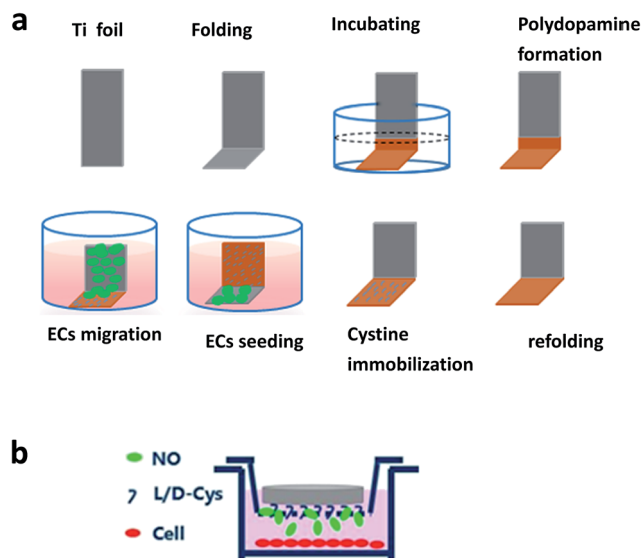 a
Ti foil
Folding
Incubating
Polydopamine
formation
ECs migration
ECs seeding
Cystine
immobilization
refolding
b
NO
L/D-Cys
Cell